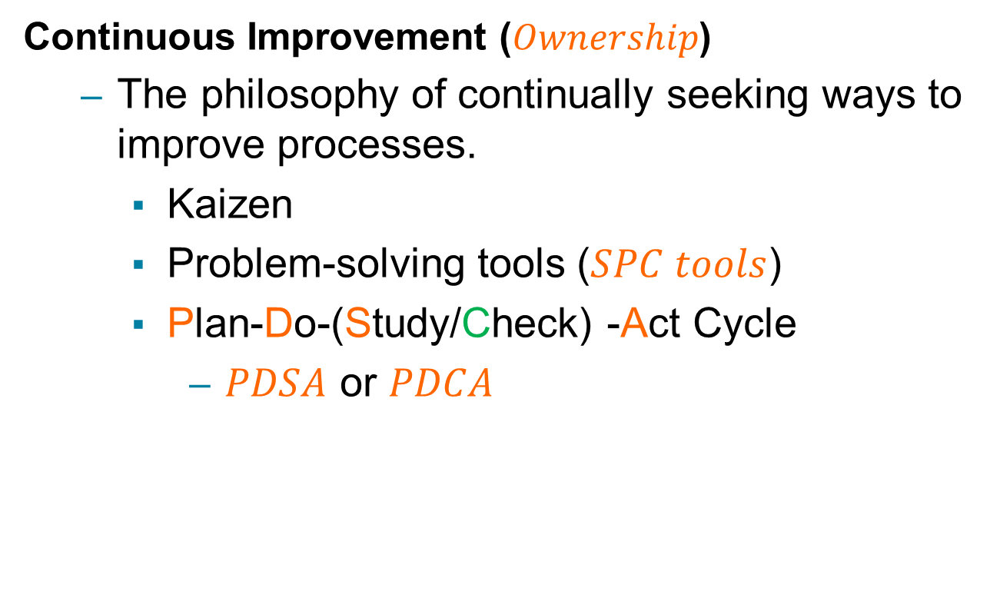 Continuous Improvement (Ownership)
– The philosophy of continually seeking ways to
improve processes.
▪ Kaizen
▪ Problem-solving tools (SPC tools)
▪ Plan-Do-(Study/Check) -Act Cycle
– PDSA or PDCA